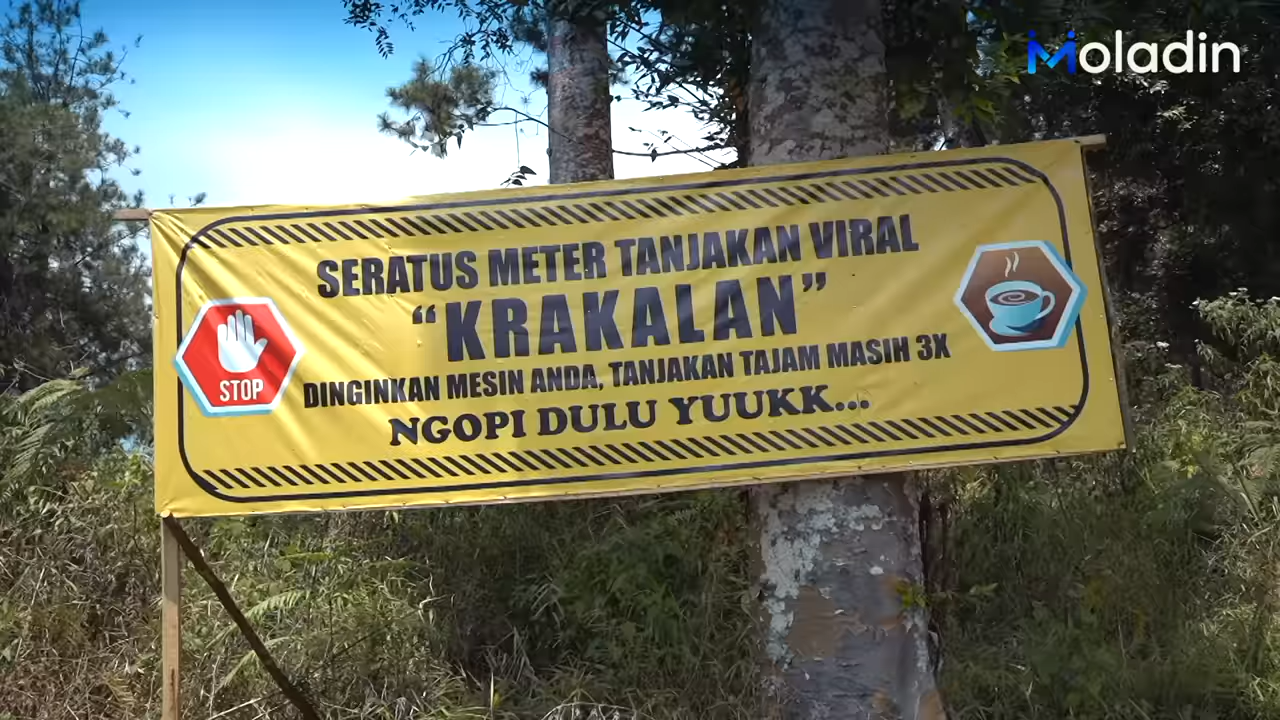 Moladin
SERATUS METER TANJAKAN VIRAL
“KRAKALAN”
STOP
DINGINKAN MESIN ANDA, TANJAKAN TAJAM MASIH 3X
NGOPI DULU YUUKK...